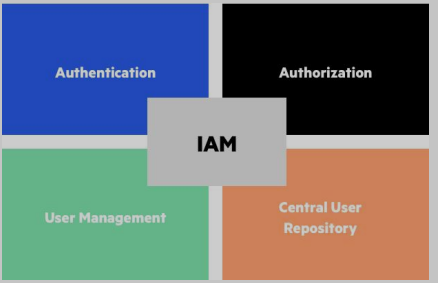 Authentication
Authorization
IAM
User Management
Central User
Repository